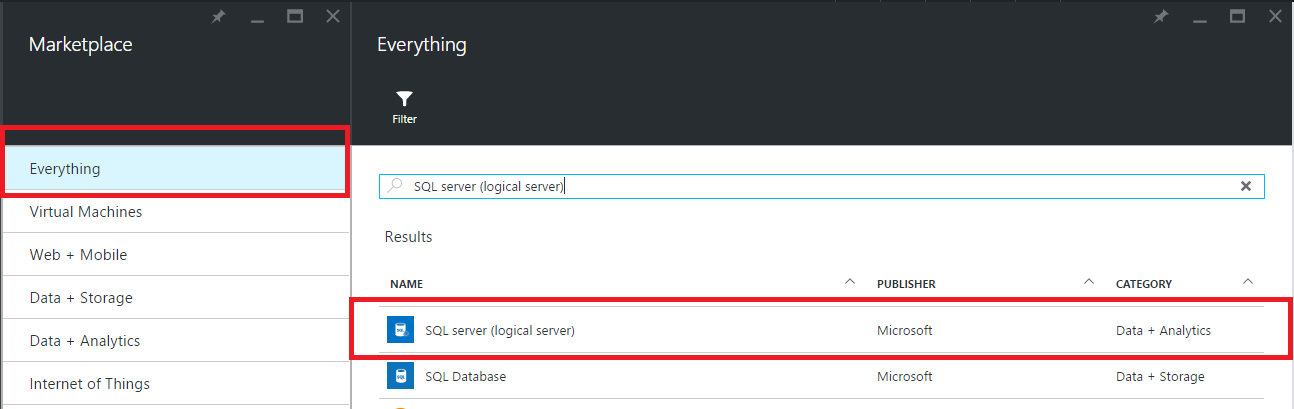 Marketplace
Everything
Virtual Machines
Web + Mobile
Data + Storage
Data + Analytics
Internet of Things
Everything
Filter
SQL server (logical server)
Results
NAME PUBLISHER CATEGORY
SQL server (logical server) Microsoft Data + Analytics
SQL Database Microsoft Data + Storage